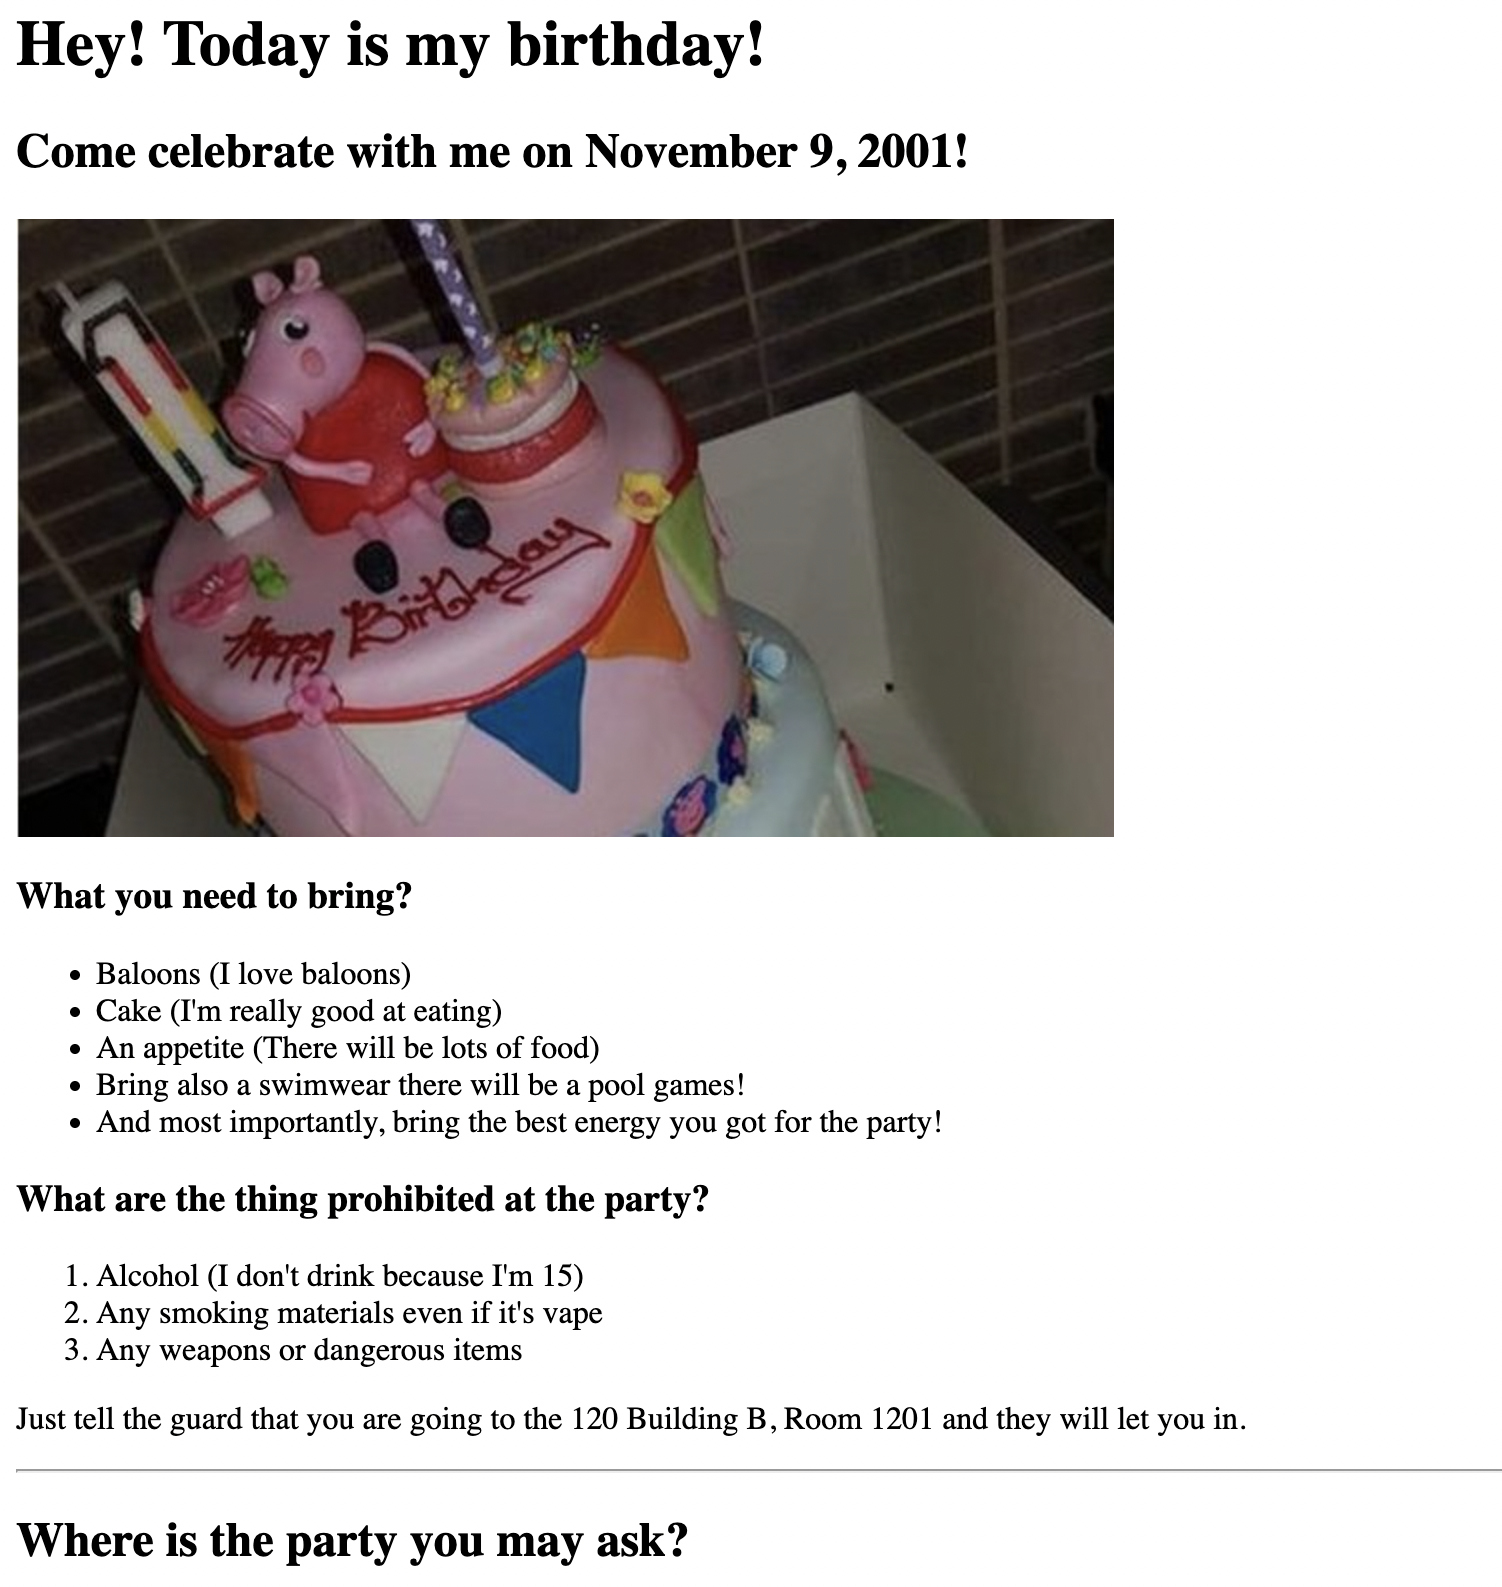 Hey! Today is my birthday!
Come celebrate with me on November 9, 2001!
Happy Birthday
What you need to bring?
• Baloons (I love baloons)
• Cake (I'm really good at eating)
• An appetite (There will be lots of food)
• Bring also a swimwear there will be a pool games!
• And most importantly, bring the best energy you got for the party!
What are the thing prohibited at the party?
1. Alcohol (I don't drink because I'm 15)
2. Any smoking materials even if it's vape
3. Any weapons or dangerous items
Just tell the guard that you are going to the 120 Building B, Room 1201 and they will let you in.
Where is the party you may ask?